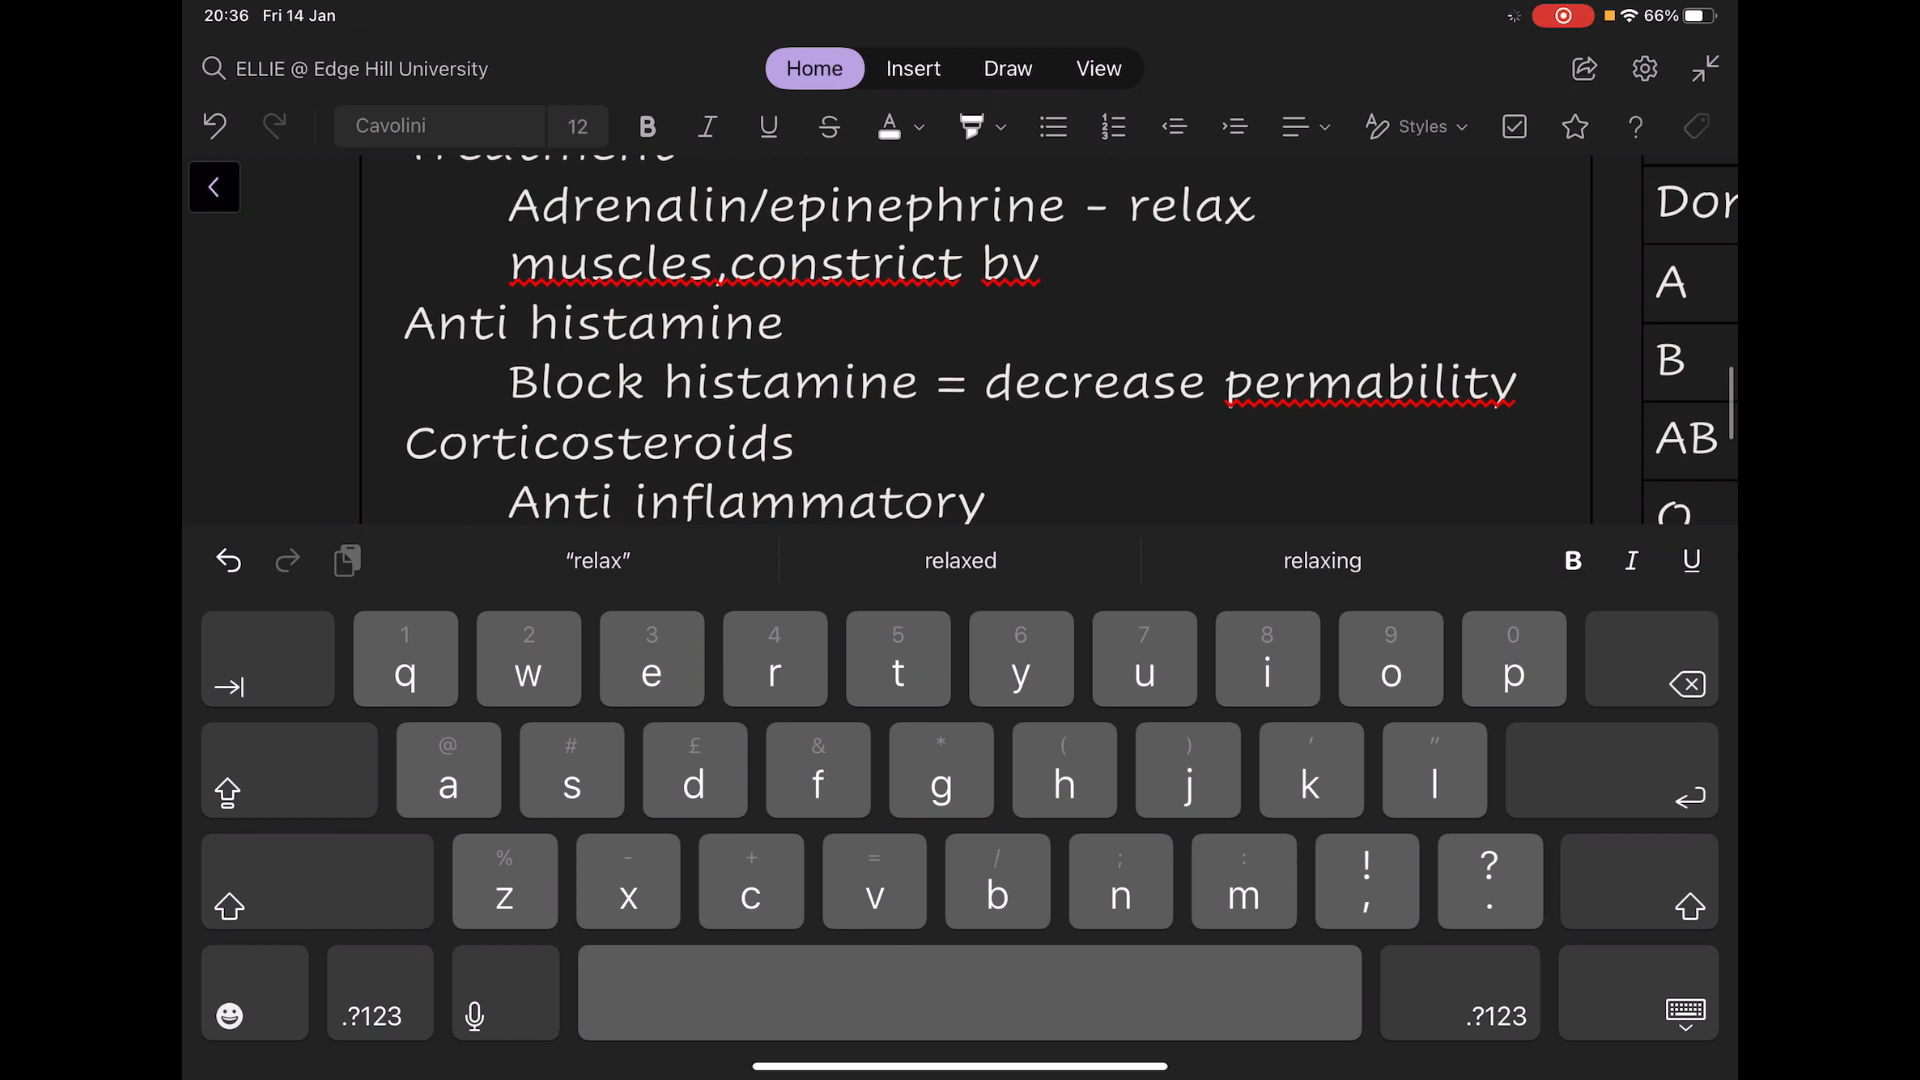 20:36 Fri 14 Jan 66%
ELLIE @ Edge Hill University Home Insert Draw View
Cavolini 12 B I U S A Styles ?
Treatment
Adrenalin/epinephrine - relax
muscles,constrict bv
Anti histamine
Block histamine = decrease permability
Corticosteroids
Anti inflammatory
Dor
A
B
AB
O
“relax” relaxed relaxing B I U
1 2 3 4 5 6 7 8 9 0
q w e r t y u i o p
@ # £ & * ( ) ' "
a s d f g h j k l
% - + = / ; : ! ?
z x c v b n m , .
.?123 .?123